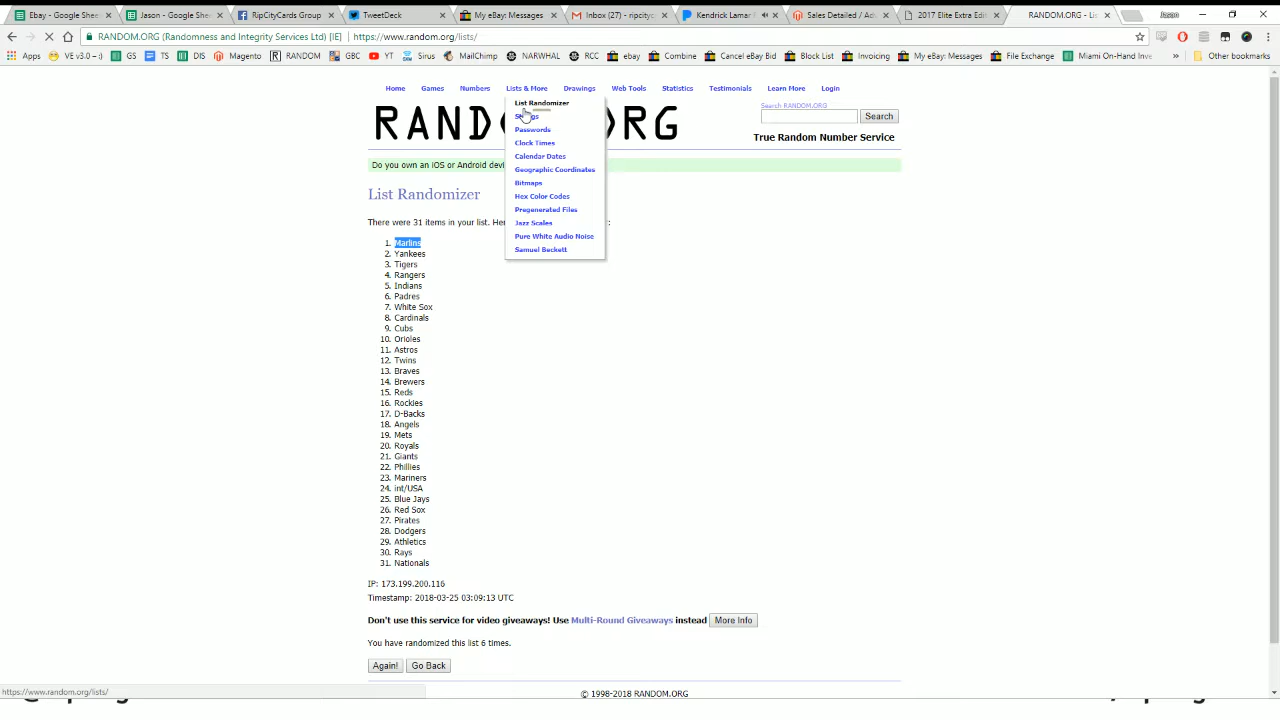 Ebay - Google Shee
Jason - Google She
RipCityCards Group
TweetDeck
My eBay: Messages
Inbox (27) - ripcity
Kendrick Lamar
Sales Detailed / Ad
2017 Elite Extra Edit
RANDOM.ORG - Lis
Jason
RANDOM.ORG (Randomness and Integrity Services Ltd) [IE] https://www.random.org/lists/
Apps VE v3.0 -- :) GS TS DIS Magento RANDOM GBC YT Sirus MailChimp NARWHAL RCC ebay Combine Cancel eBay Bid Block List Invoicing My eBay: Messages File Exchange Miami On-Hand Inve » Other bookmarks
Home Games Numbers Lists & More Drawings Web Tools Statistics Testimonials Learn More Login
List Randomizer
Passwords
Clock Times
Calendar Dates
Geographic Coordinates
Bitmaps
Hex Color Codes
Pregenerated Files
Jazz Scales
Pure White Audio Noise
Samuel Beckett
Search RANDOM.ORG
Search
True Random Number Service
Do you own an iOS or Android devi
List Randomizer
There were 31 items in your list. Her
1. Marlins
2. Yankees
3. Tigers
4. Rangers
5. Indians
6. Padres
7. White Sox
8. Cardinals
9. Cubs
10. Orioles
11. Astros
12. Twins
13. Braves
14. Brewers
15. Reds
16. Rockies
17. D-Backs
18. Angels
19. Mets
20. Royals
21. Giants
22. Phillies
23. Mariners
24. int/USA
25. Blue Jays
26. Red Sox
27. Pirates
28. Dodgers
29. Athletics
30. Rays
31. Nationals
IP: 173.199.200.116
Timestamp: 2018-03-25 03:09:13 UTC
Don't use this service for video giveaways! Use Multi-Round Giveaways instead More Info
You have randomized this list 6 times.
Again! Go Back
https://www.random.org/lists/
© 1998-2018 RANDOM.ORG